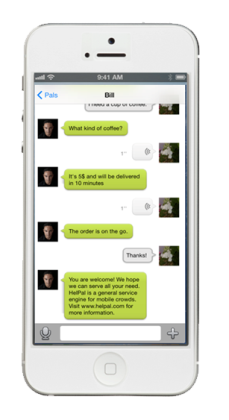 9:41 AM
Pals
Bill
I need a cup of coffee.
What kind of coffee?
It's 5$ and will be delivered
in 10 minutes
The order is on the go.
Thanks!
You are welcome! We hope
we can serve all your need.
HelPal is a general service
engine for mobile crowds.
Visit www.helpal.com for
more information.